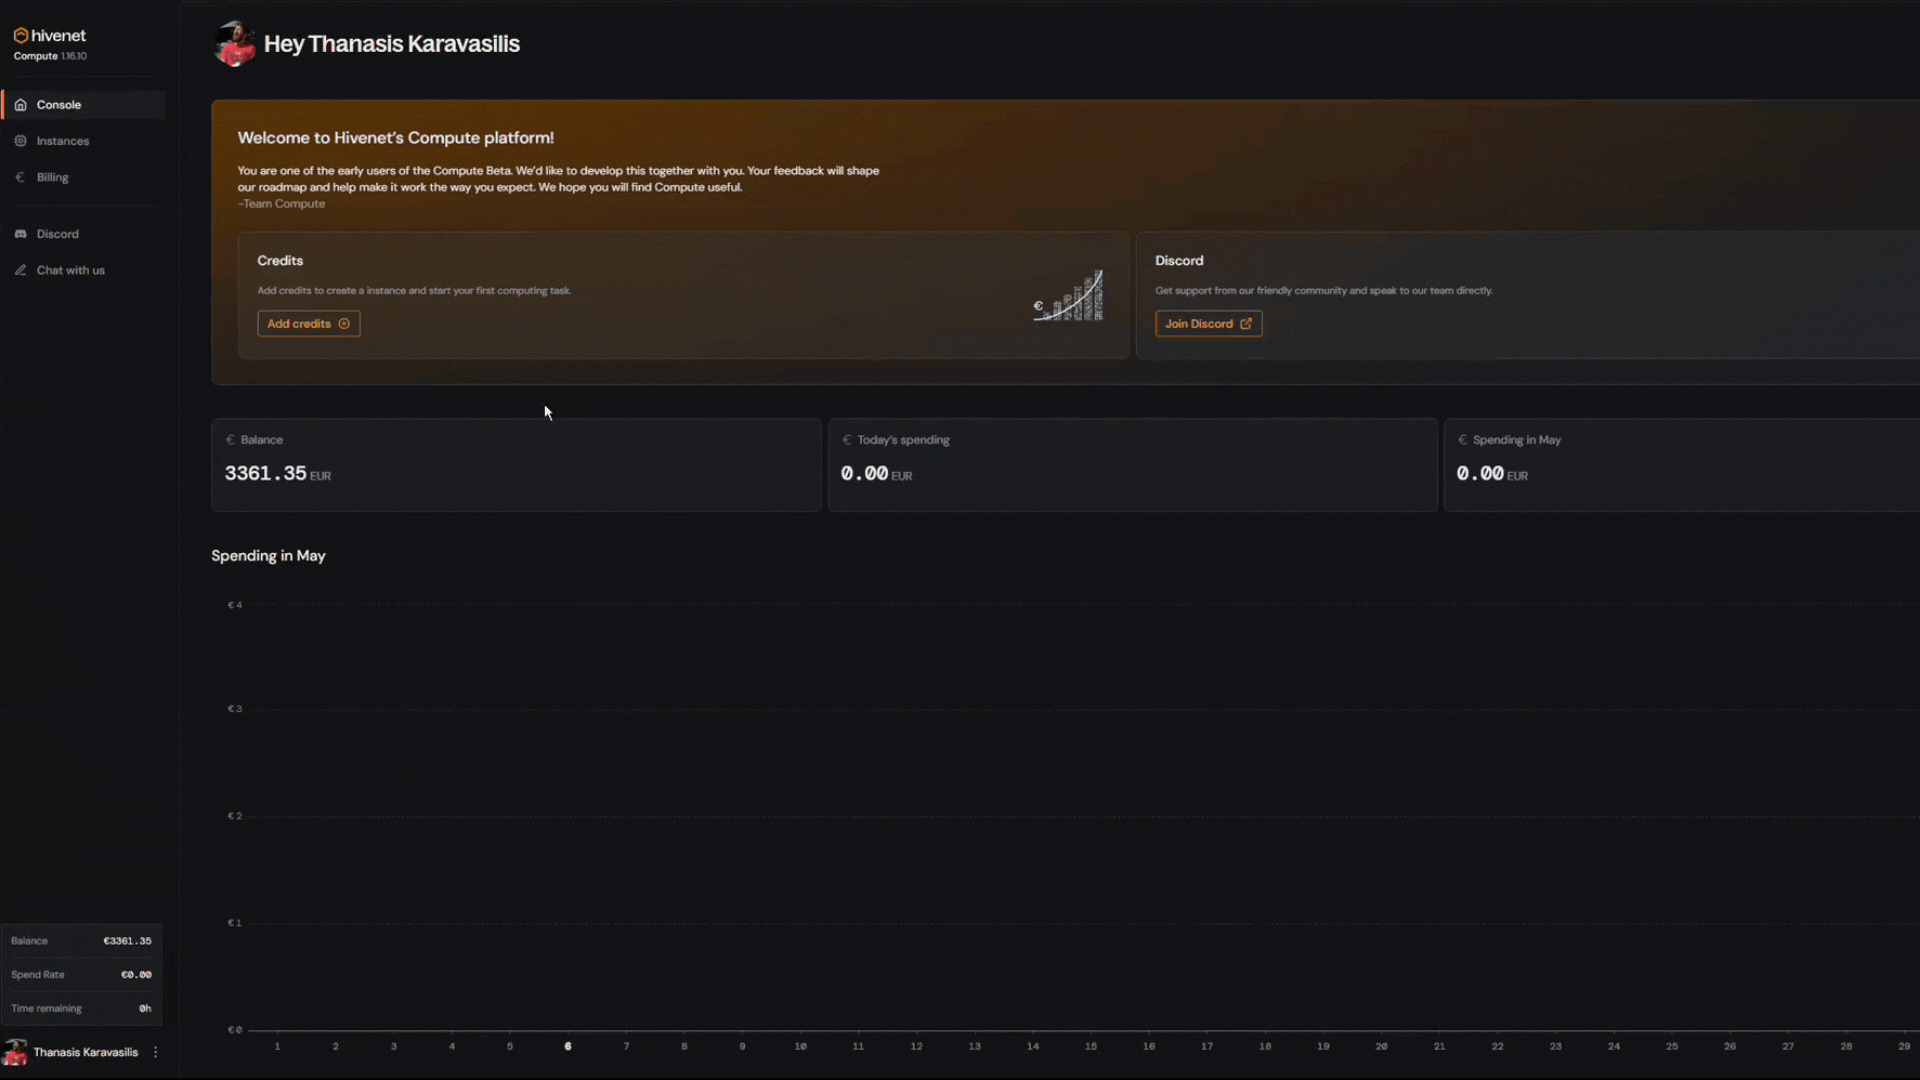 hivenet
Compute 1.16.10
Console
Instances
Billing
Discord
Chat with us
Balance €3361.35
Spend Rate €0.00
Time remaining 0h
Thanasis Karavasilis
Hey Thanasis Karavasilis
Welcome to Hivenet's Compute platform!
You are one of the early users of the Compute Beta. We'd like to develop this together with you. Your feedback will shape
our roadmap and help make it work the way you expect. We hope you will find Compute useful.
-Team Compute
Credits
Add credits to create a instance and start your first computing task.
Add credits
€
Discord
Get support from our friendly community and speak to our team directly.
Join Discord
€ Balance
3361.35 EUR
€ Today's spending
0.00 EUR
€ Spending in May
0.00 EUR
Spending in May
€4
€3
€2
€1
€0
1 2 3 4 5 6 7 8 9 10 11 12 13 14 15 16 17 18 19 20 21 22 23 24 25 26 27 28 29